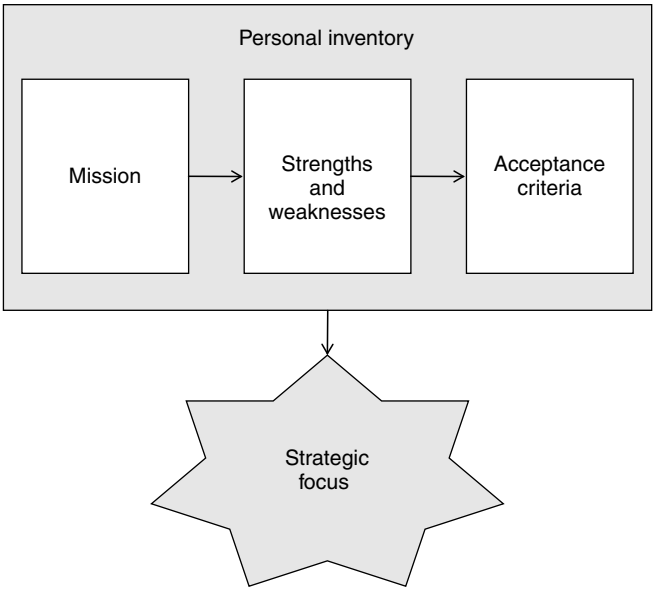 Personal inventory
Mission
Strengths
and
weaknesses
Acceptance
criteria
Strategic
focus